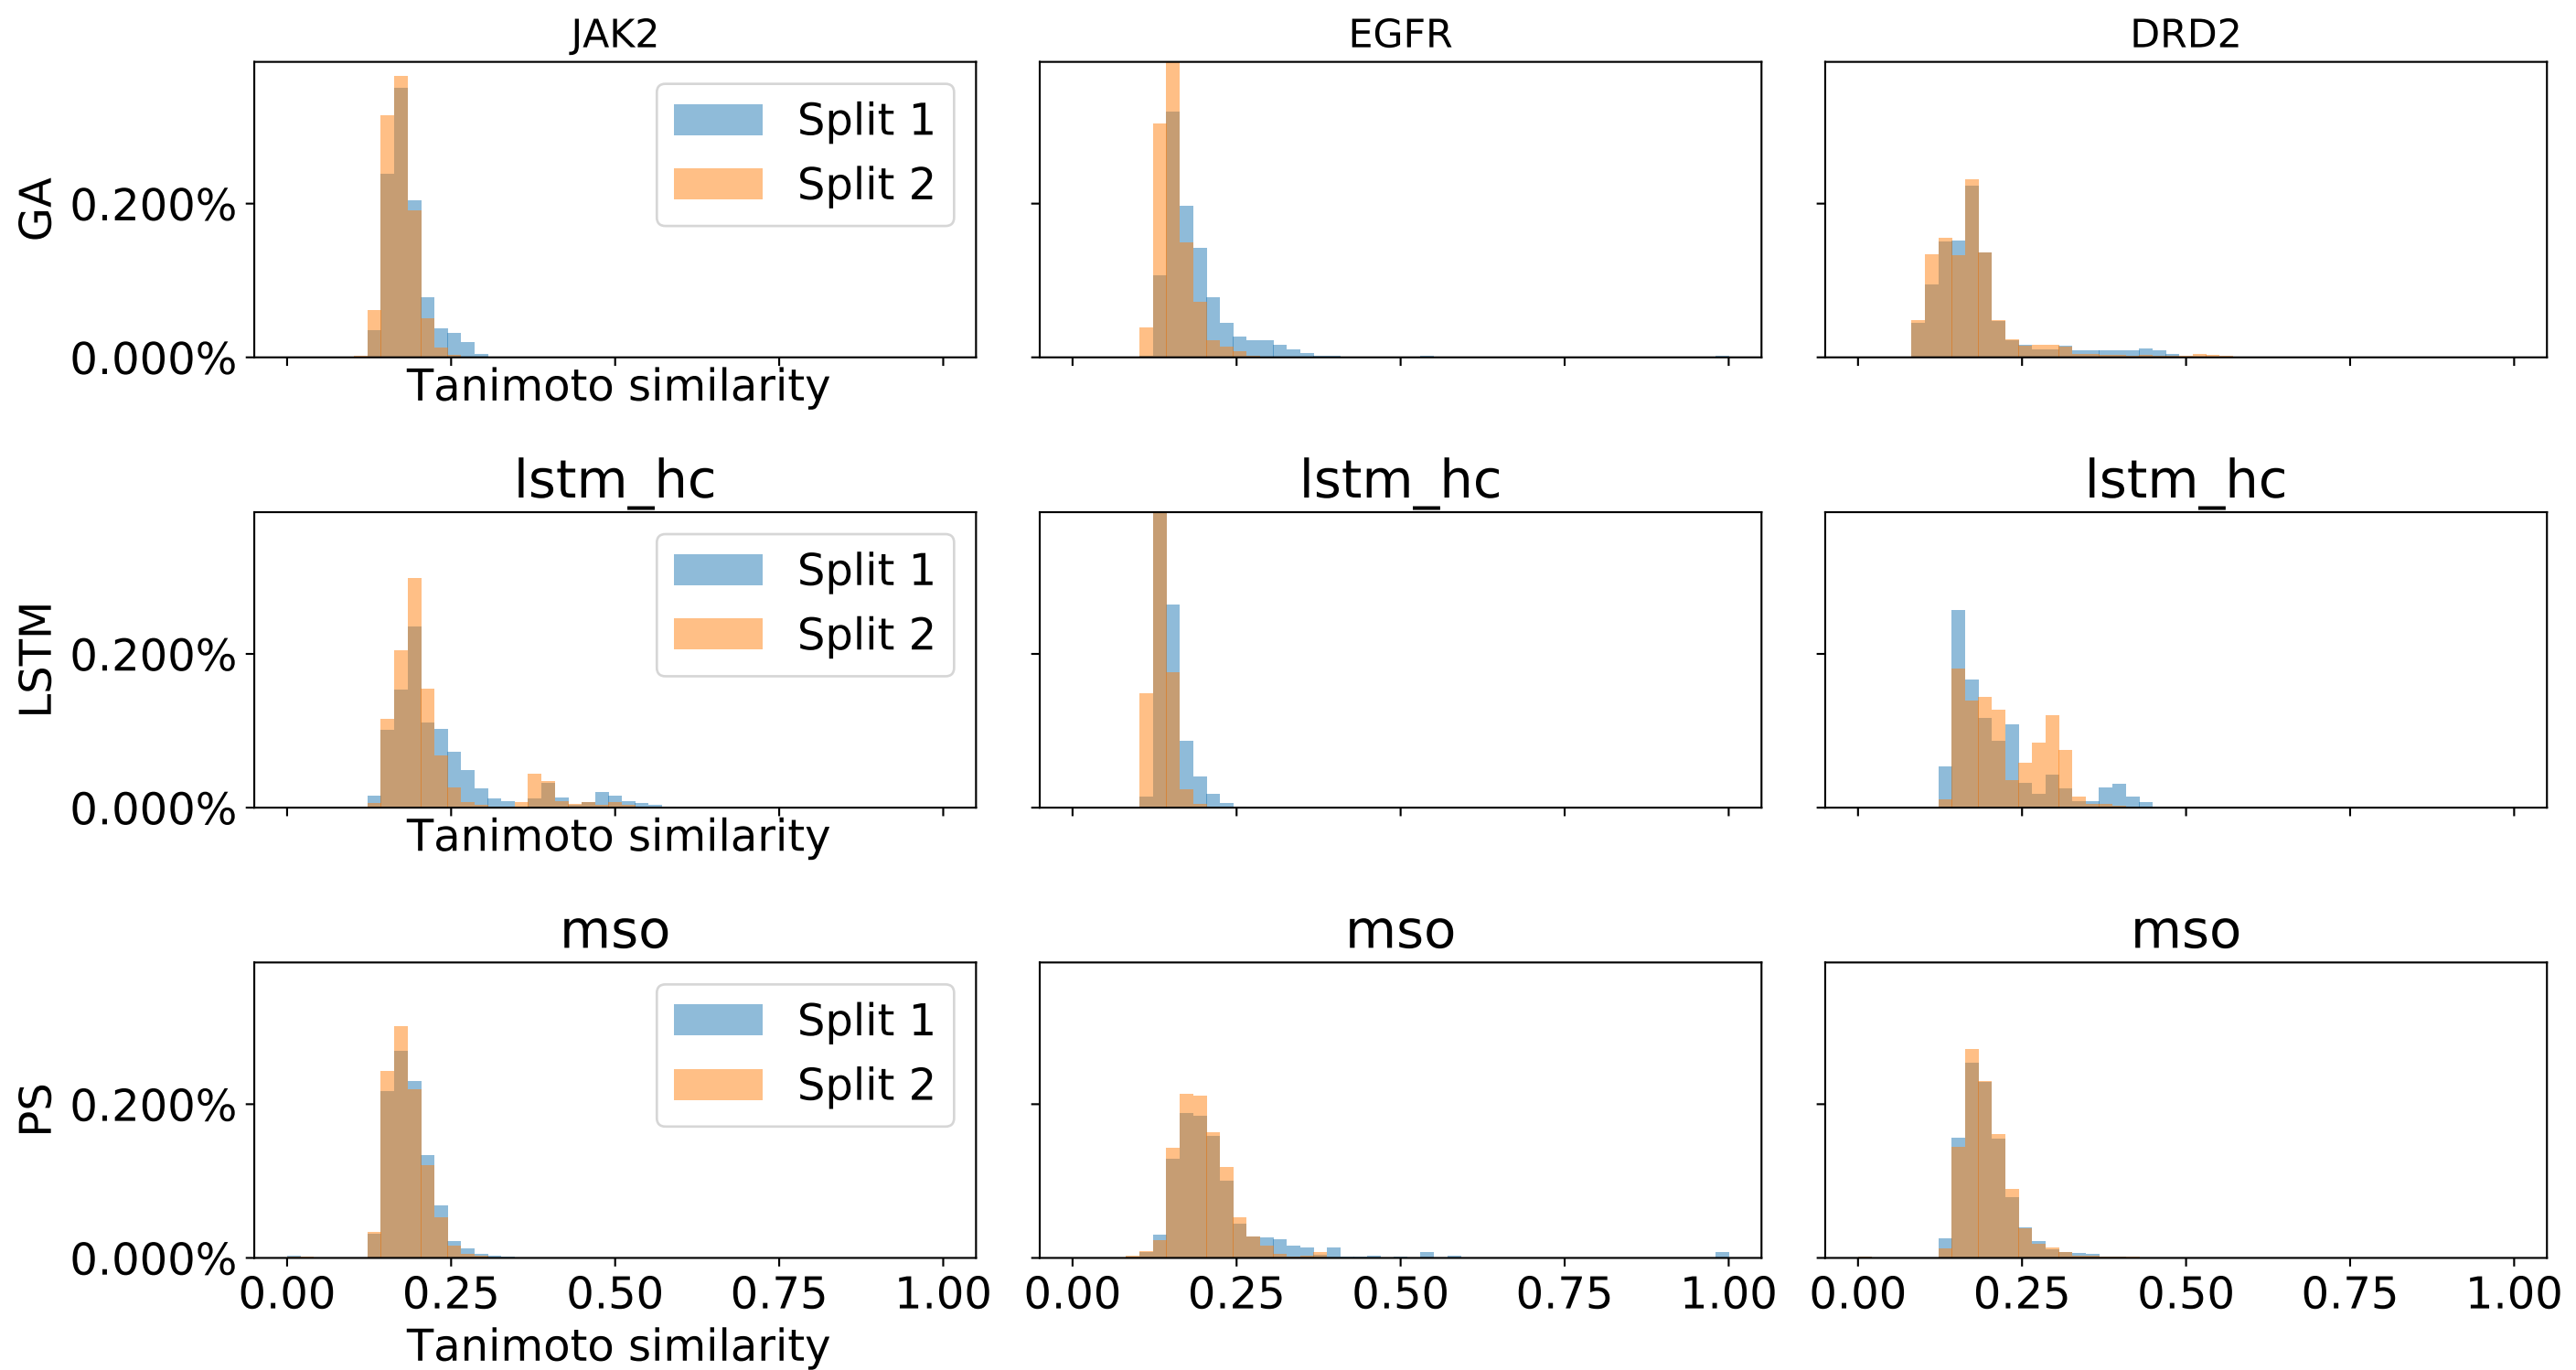 JAK2 EGFR DRD2
GA
0.200%
0.000%
Split 1
Split 2
Tanimoto similarity
lstm_hc lstm_hc lstm_hc
LSTM
0.200%
0.000%
Split 1
Split 2
Tanimoto similarity
mso mso mso
PS
0.200%
0.000%
Split 1
Split 2
0.00 0.25 0.50 0.75 1.00 0.00 0.25 0.50 0.75 1.00 0.00 0.25 0.50 0.75 1.00
Tanimoto similarity